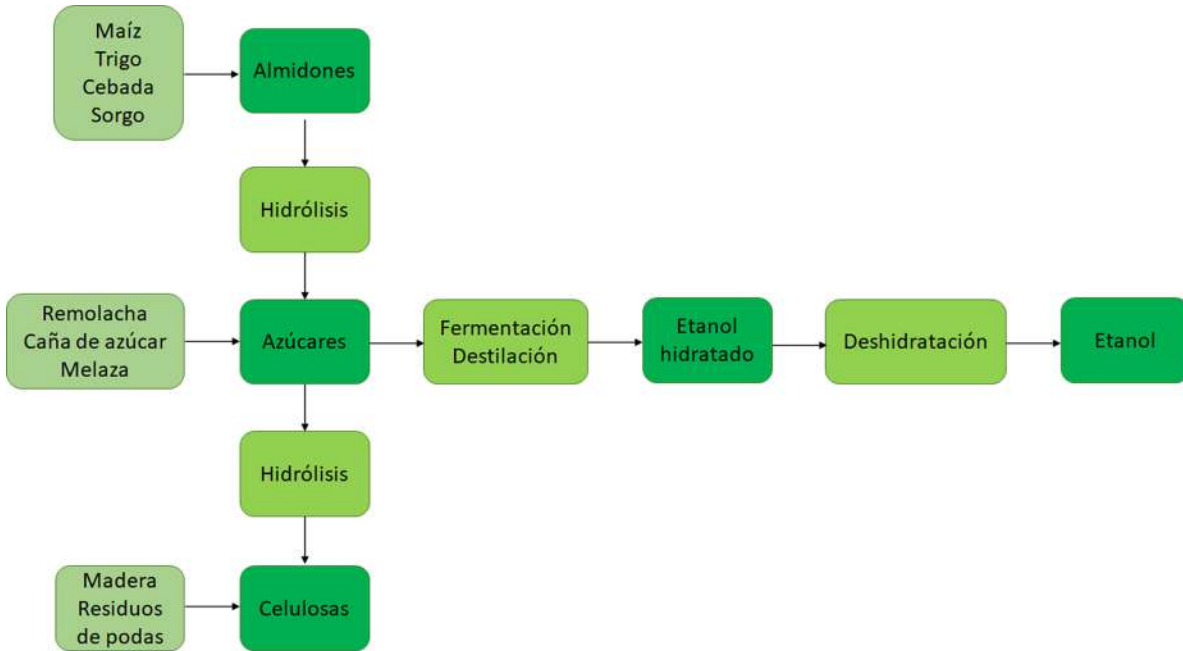 Maíz
Trigo
Cebada
Sorgo
Almidones
Hidrólisis
Remolacha
Caña de azúcar
Melaza
Azúcares
Fermentación
Destilación
Etanol
hidratado
Deshidratación
Etanol
Hidrólisis
Madera
Residuos
de podas
Celulosas